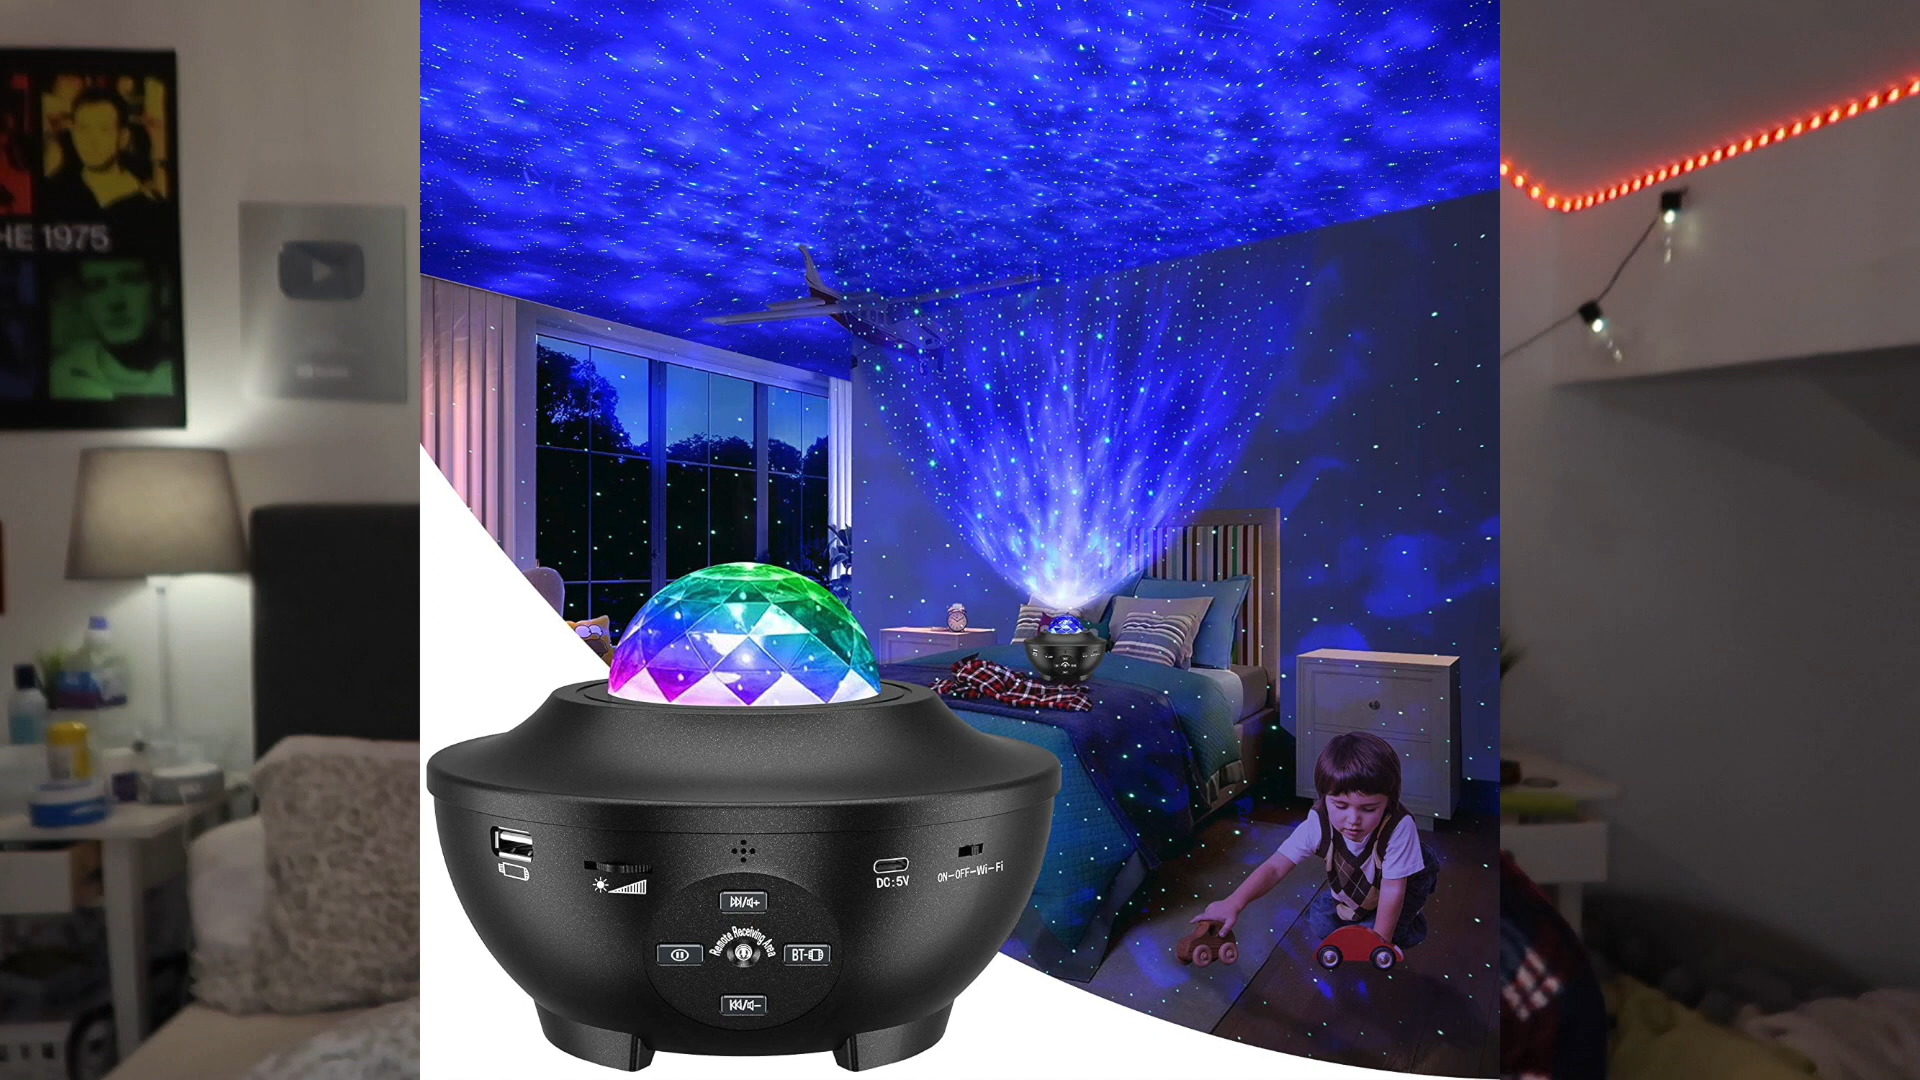 HE 1975
DC:5V
ON-OFF-Wi-Fi
Remote Receiving Area
BT-